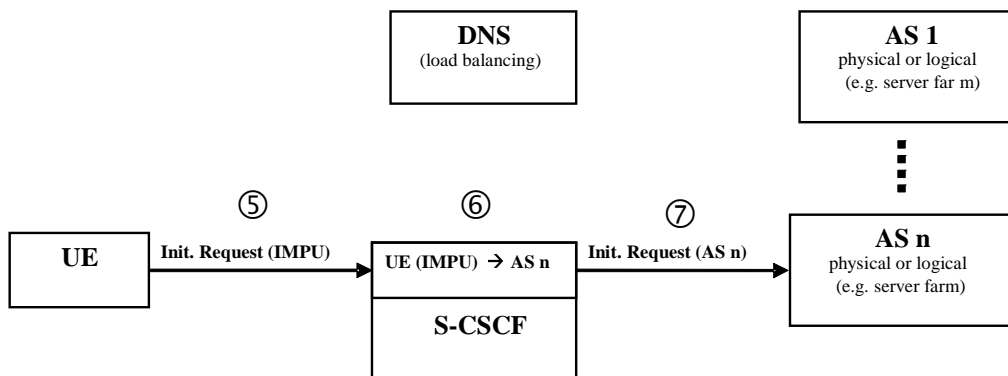 DNS
(load balancing)
AS 1
physical or logical
(e.g. server far m)
⑤
⑥
⑦
UE
Init. Request (IMPU)
UE (IMPU) → AS n
Init. Request (AS n)
S-CSCF
AS n
physical or logical
(e.g. server farm)